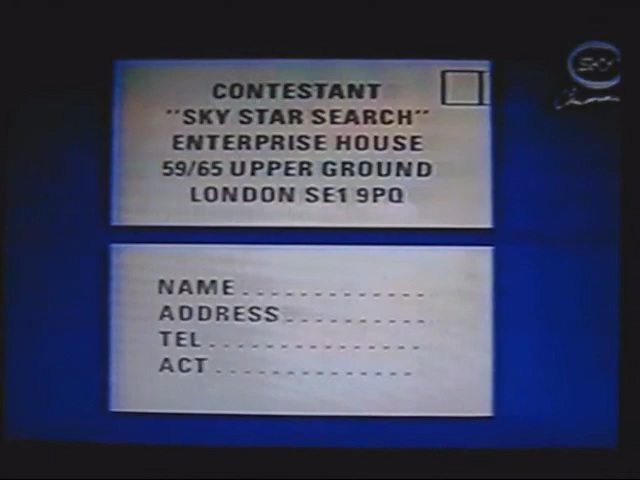 SKY
CONTESTANT
"SKY STAR SEARCH"
ENTERPRISE HOUSE
59/65 UPPER GROUND
LONDON SE1 9PQ
NAME..............
ADDRESS..........
TEL................
ACT...............